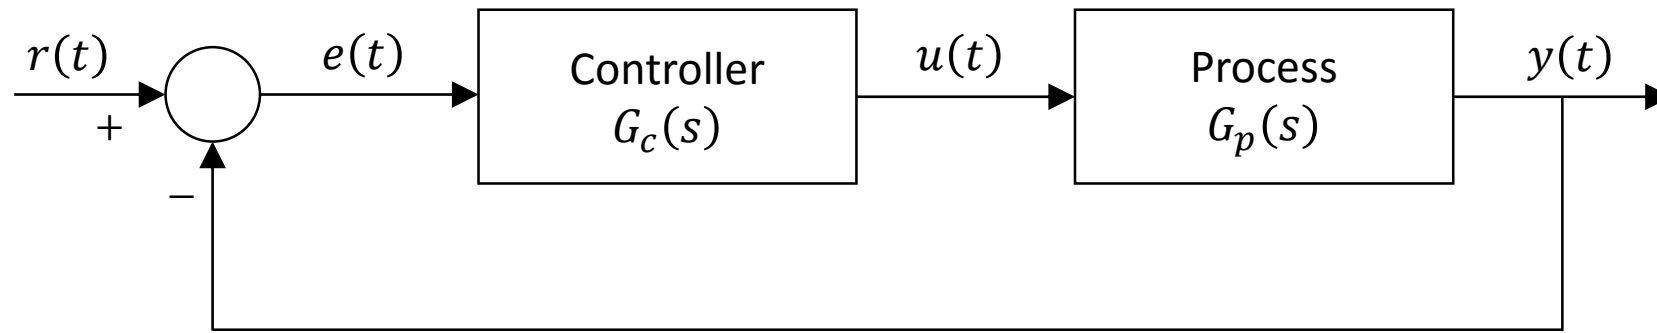 r(t)
+
−
e(t)
Controller
G_c(s)
u(t)
Process
G_p(s)
y(t)